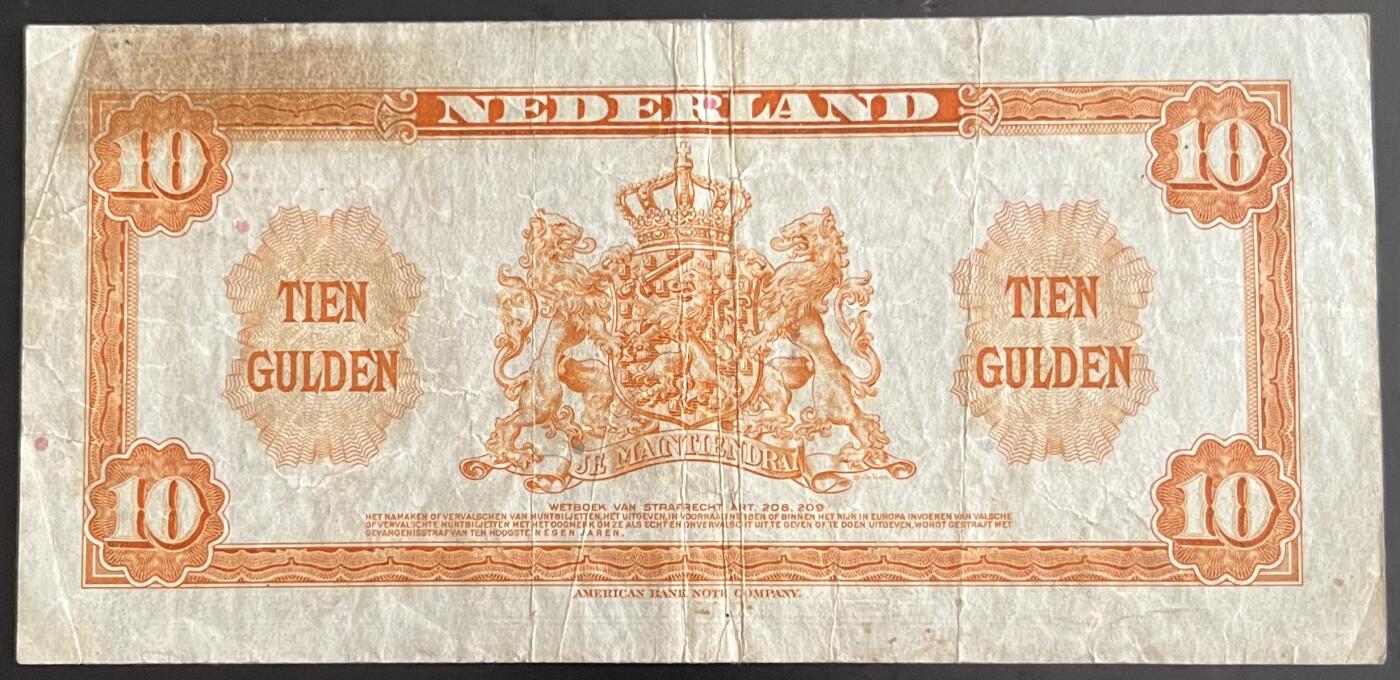 NEDERLAND
10 10
TIEN
GULDEN
TIEN
GULDEN
JE MAINTIENDRAI
10 10
WETBOEK VAN STRAFRECHT ART. 208, 209
HET NAMAKEN OF VERVALSCHEN VAN MUNTBILJETTEN, HET UITGEVEN, IN VOORRAAD HEBBEN OF BINNEN HET RIJK IN EUROPA INVOEREN VAN VALSCHE
OF VERVALSCHTE MUNTBILJETTEN MET HET OOGMERK OM ZE ALS ECHT EN ONVERVALSCHT UIT TE GEVEN OF TE DOEN UITGEVEN, WORDT GESTRAFT MET
GEVANGENISSTRAF VAN TEN HOOGSTE NEGEN JAREN.
AMERICAN BANK NOTE COMPANY.